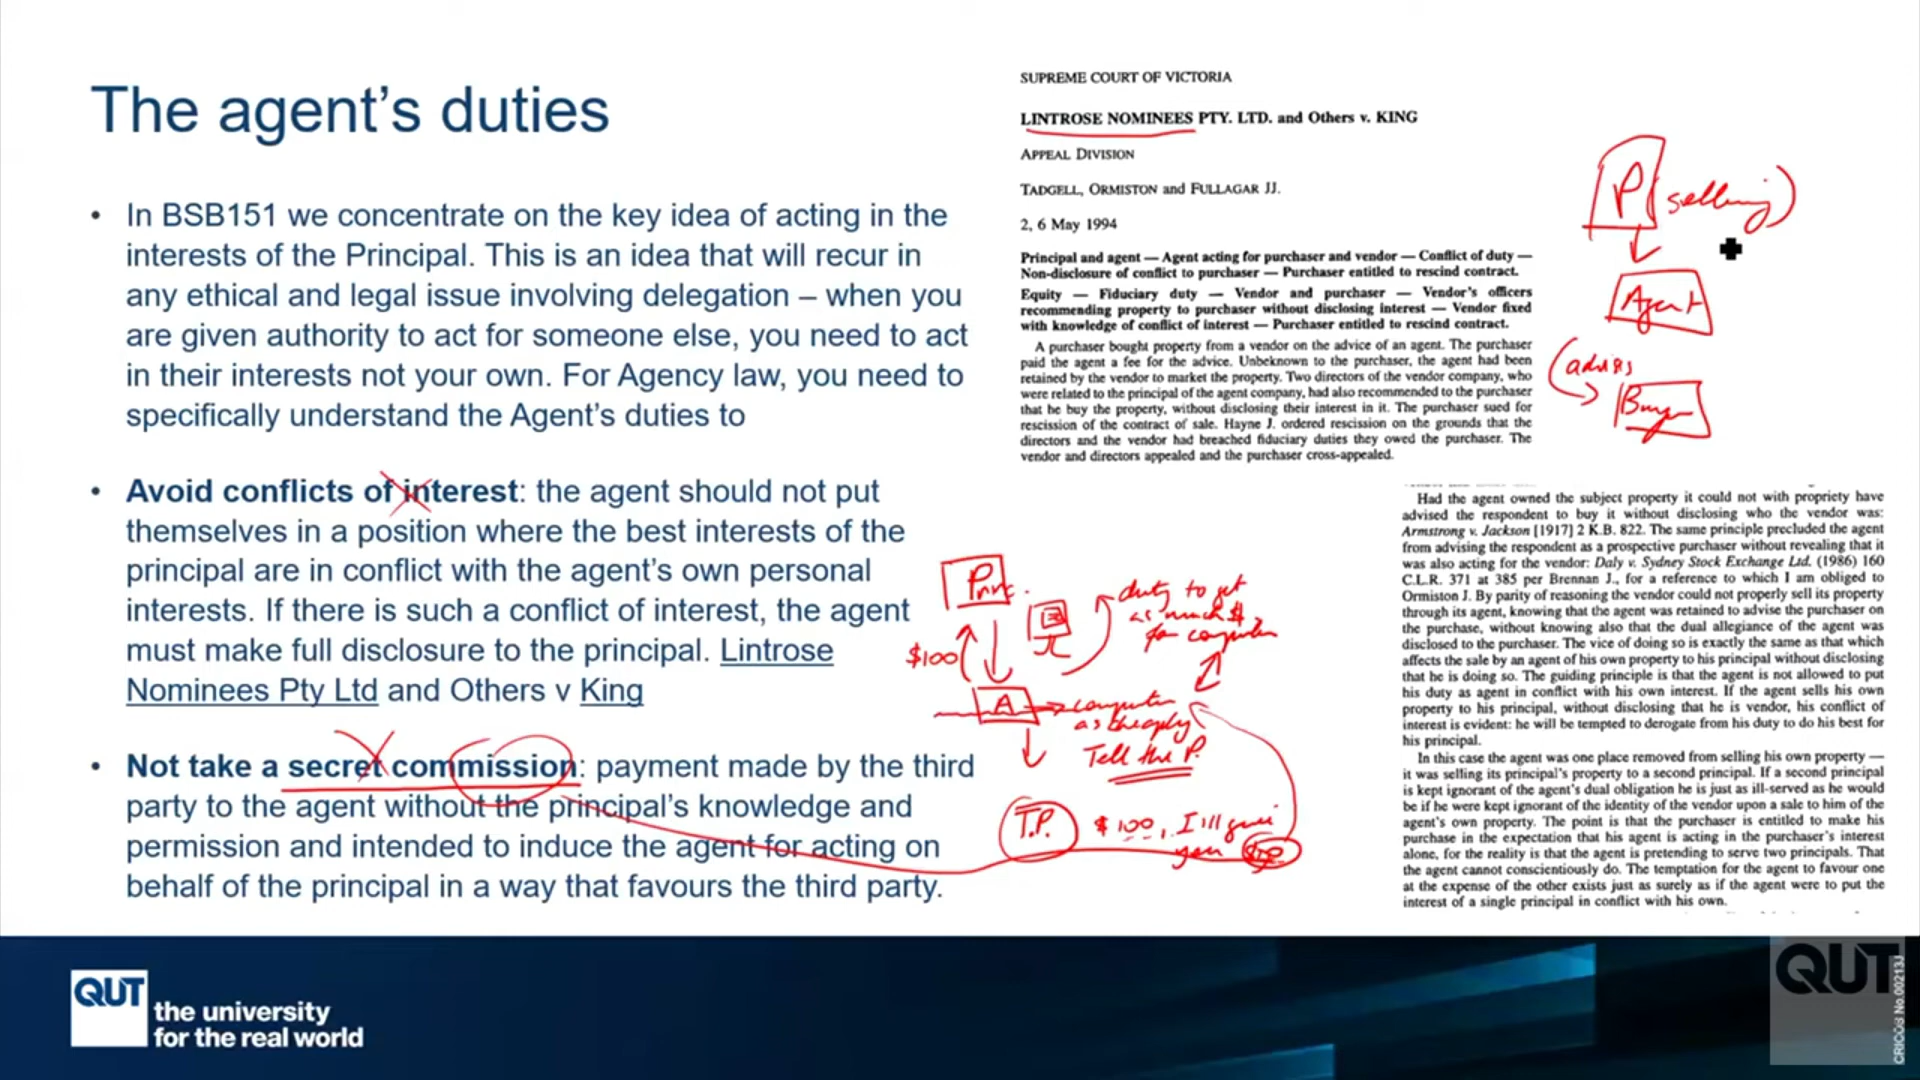 The agent's duties
• In BSB151 we concentrate on the key idea of acting in the
interests of the Principal. This is an idea that will recur in
any ethical and legal issue involving delegation – when you
are given authority to act for someone else, you need to act
in their interests not your own. For Agency law, you need to
specifically understand the Agent's duties to
• Avoid conflicts of interest: the agent should not put
themselves in a position where the best interests of the
principal are in conflict with the agent's own personal
interests. If there is such a conflict of interest, the agent
must make full disclosure to the principal. Lintrose
Nominees Pty Ltd and Others v King
• Not take a secret commission: payment made by the third
party to the agent without the principal's knowledge and
permission and intended to induce the agent for acting on
behalf of the principal in a way that favours the third party.
Princ.
$100
A
duty to get
as much $
for computer
computer
as cheaply
Tell the P.
T.P.
$100, I'll give
you
SUPREME COURT OF VICTORIA
LINTROSE NOMINEES PTY. LTD. and Others v. KING
APPEAL DIVISION
TADGELL, ORMISTON and FULLAGAR JJ.
2, 6 May 1994
Principal and agent — Agent acting for purchaser and vendor — Conflict of duty —
Non-disclosure of conflict to purchaser — Purchaser entitled to rescind contract.
Equity — Fiduciary duty — Vendor and purchaser — Vendor's officers
recommending property to purchaser without disclosing interest — Vendor fixed
with knowledge of conflict of interest — Purchaser entitled to rescind contract.
A purchaser bought property from a vendor on the advice of an agent. The purchaser
paid the agent a fee for the advice. Unbeknown to the purchaser, the agent had been
retained by the vendor to market the property. Two directors of the vendor company, who
were related to the principal of the agent company, had also recommended to the purchaser
that he buy the property, without disclosing their interest in it. The purchaser sued for
rescission of the contract of sale. Hayne J. ordered rescission on the grounds that the
directors and the vendor had breached fiduciary duties they owed the purchaser. The
vendor and directors appealed and the purchaser cross-appealed.
P (selling)
Agent
advises
Buyer
Had the agent owned the subject property it could not with propriety have
advised the respondent to buy it without disclosing who the vendor was:
Armstrong v. Jackson [1917] 2 K.B. 822. The same principle precluded the agent
from advising the respondent as a prospective purchaser without revealing that it
was also acting for the vendor: Daly v. Sydney Stock Exchange Ltd. (1986) 160
C.L.R. 371 at 385 per Brennan J., for a reference to which I am obliged to
Ormiston J. By parity of reasoning the vendor could not properly sell its property
through its agent, knowing that the agent was retained to advise the purchaser on
the purchase, without knowing also that the dual allegiance of the agent was
disclosed to the purchaser. The vice of doing so is exactly the same as that which
affects the sale by an agent of his own property to his principal without disclosing
that he is doing so. The guiding principle is that the agent is not allowed to put
his duty as agent in conflict with his own interest. If the agent sells his own
property to his principal, without disclosing that he is vendor, his conflict of
interest is evident: he will be tempted to derogate from his duty to do his best for
his principal.
In this case the agent was one place removed from selling his own property —
it was selling its principal's property to a second principal. If a second principal
is kept ignorant of the agent's dual obligation he is just as ill-served as he would
be if he were kept ignorant of the identity of the vendor upon a sale to him of the
agent's own property. The point is that the purchaser is entitled to make his
purchase in the expectation that his agent is acting in the purchaser's interest
alone, for the reality is that the agent is pretending to serve two principals. That
the agent cannot conscientiously do. The temptation for the agent to favour one
at the expense of the other exists just as surely as if the agent were to put the
interest of a single principal in conflict with his own.
QUT
the university
for the real world
QUT
CRICOS No.00213J